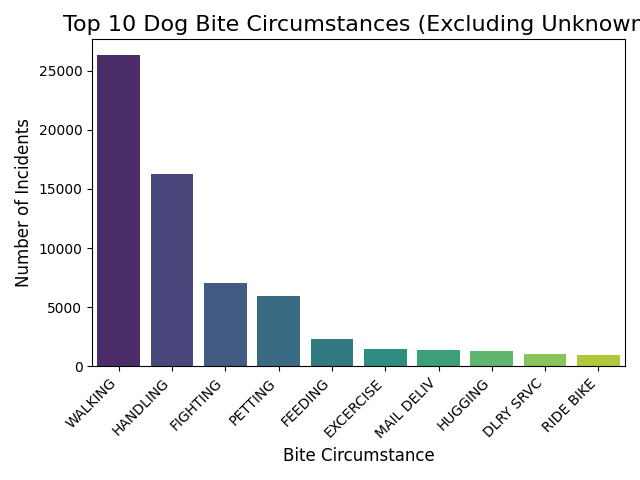 Top 10 Dog Bite Circumstances (Excluding Unknown
25000
20000
15000
10000
5000
0
Number of Incidents
WALKING
HANDLING
FIGHTING
PETTING
FEEDING
EXCERCISE
MAIL DELIV
HUGGING
DLRY SRVC
RIDE BIKE
Bite Circumstance